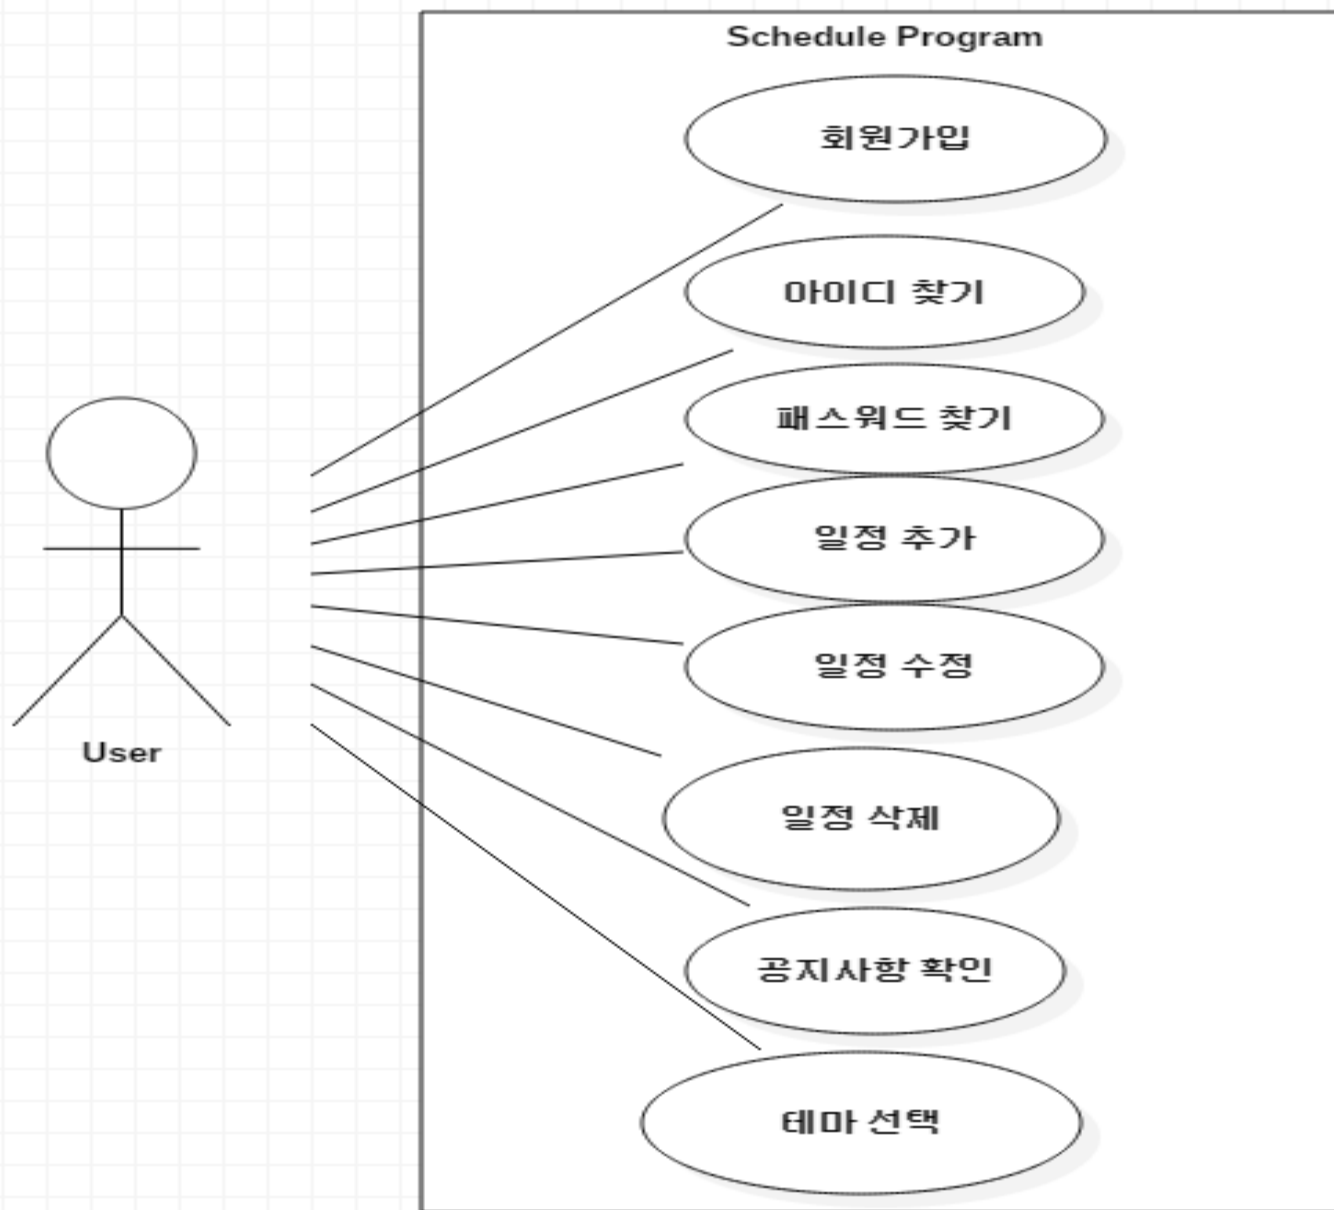 Schedule Program
회원가입
아이디 찾기
패스워드 찾기
일정 추가
일정 수정
일정 삭제
공지사항 확인
테마 선택
User